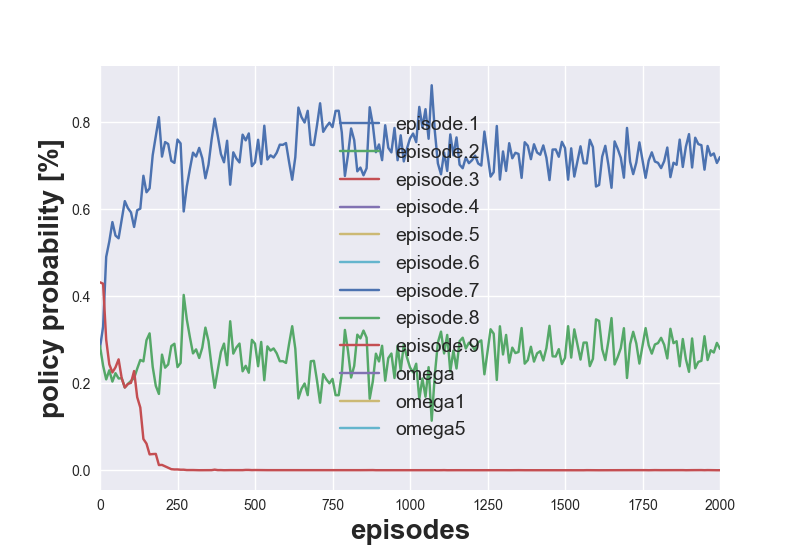 policy probability [%]
0.8
0.6
0.4
0.2
0.0
episode.1
episode.2
episode.3
episode.4
episode.5
episode.6
episode.7
episode.8
episode.9
omega
omega1
omega5
0 250 500 750 1000 1250 1500 1750 2000
episodes